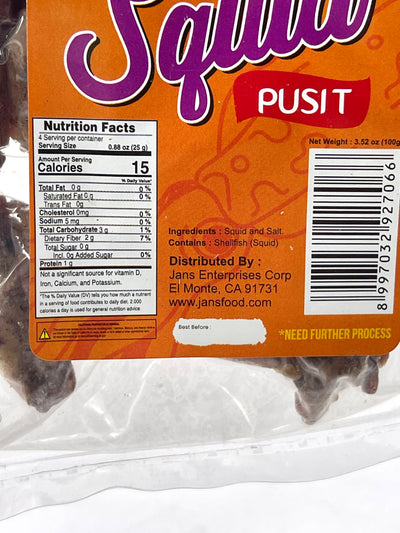 Squid
PUSIT
Nutrition Facts
4 Serving per container
Serving Size 0.88 oz (25 g)
Amount Per Serving
Calories 15
% Daily Value*
Total Fat 0 g 0 %
Saturated Fat 0 g 0 %
Trans Fat 0g
Cholesterol 0mg 0 %
Sodium 5 mg 0 %
Total Carbohydrate 3 g 1 %
Dietary Fiber 2 g 7 %
Total Sugar 0 g
Incl. 0g Added Sugar 0 %
Protein 1 g
Not a significant source for vitamin D,
Iron, Calcium, and Potassium.
*The % Daily Value (DV) tells you how much a nutrient
in a serving of food contributes to daily diet. 2.000
calories a day is used for general nutrition advice
Net Weight : 3.52 oz (100g
Ingredients : Squid and Salt.
Contains : Shellfish (Squid)
Distributed By :
Jans Enterprises Corp
El Monte, CA 91731
www.jansfood.com
8 997032 927066
Best Before :
*NEED FURTHER PROCESS